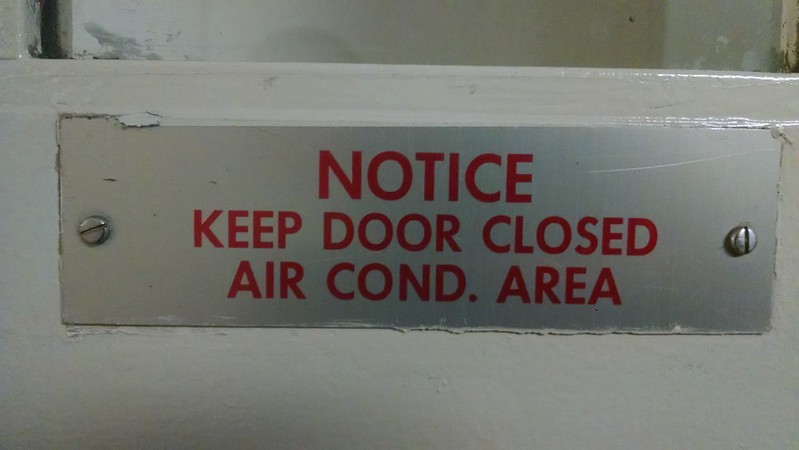 NOTICE
KEEP DOOR CLOSED
AIR COND. AREA